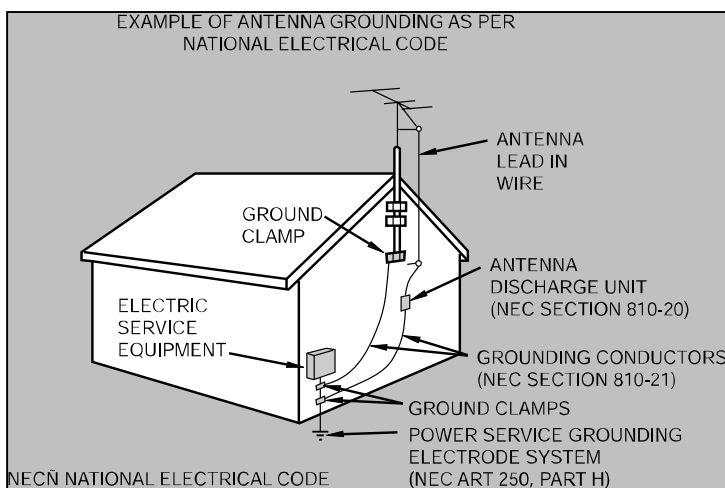 EXAMPLE OF ANTENNA GROUNDING AS PER
NATIONAL ELECTRICAL CODE
ANTENNA
LEAD IN
WIRE
GROUND
CLAMP
ANTENNA
DISCHARGE UNIT
(NEC SECTION 810-20)
ELECTRIC
SERVICE
EQUIPMENT
GROUNDING CONDUCTORS
(NEC SECTION 810-21)
GROUND CLAMPS
POWER SERVICE GROUNDING
ELECTRODE SYSTEM
(NEC ART 250, PART H)
NECÑ NATIONAL ELECTRICAL CODE